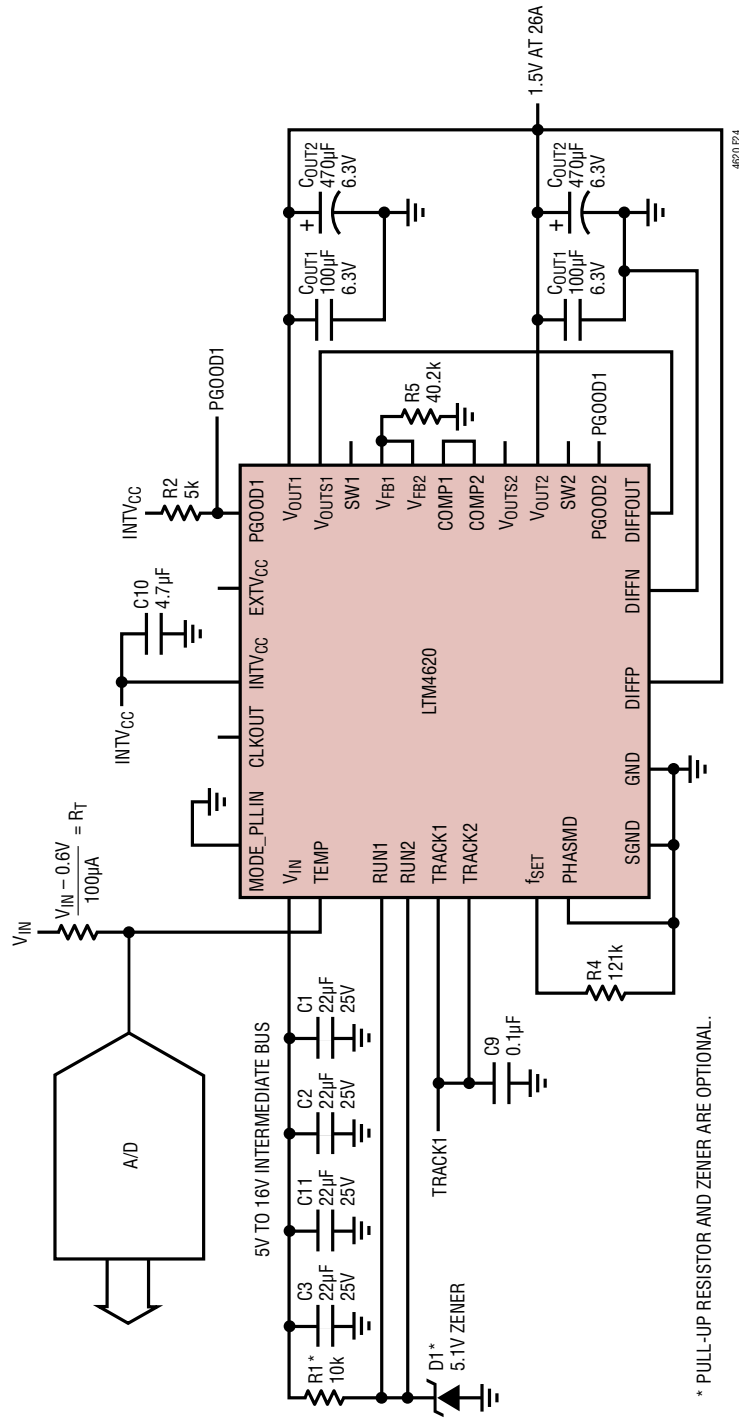 VIN
VIN – 0.6V
100µA
= RT
A/D
5V TO 16V INTERMEDIATE BUS
R1*
10k
C3
22µF
25V
C11
22µF
25V
C2
22µF
25V
C1
22µF
25V
D1*
5.1V ZENER
TRACK1
C9
0.1µF
R4
121k
INTVCC
C10
4.7µF
INTVCC
R2
5k
PGOOD1
MODE_PLLIN
CLKOUT
INTVCC
EXTVCC
PGOOD1
VIN
TEMP
RUN1
RUN2
TRACK1
TRACK2
fSET
PHASMD
LTM4620
VOUT1
VOUTS1
SW1
VFB1
VFB2
COMP1
COMP2
VOUTS2
VOUT2
SW2
PGOOD2
SGND
GND
DIFFP
DIFFN
DIFFOUT
R5
40.2k
PGOOD1
COUT1
100µF
6.3V
+
COUT2
470µF
6.3V
COUT1
100µF
6.3V
+
COUT2
470µF
6.3V
1.5V AT 26A
* PULL-UP RESISTOR AND ZENER ARE OPTIONAL.
4620 F24